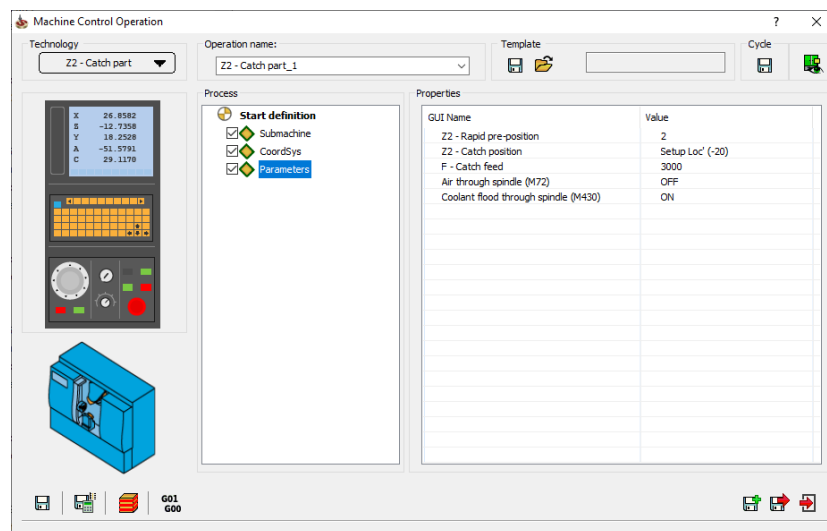 Machine Control Operation
?
Technology
Z2 - Catch part
Operation name:
Z2 - Catch part_1
Template
Cycle
X 26.8582
Z -12.7358
Y 18.2528
A -51.5791
C 29.1170
Process
Start definition
Submachine
CoordSys
Parameters
Properties
GUI Name Value
Z2 - Rapid pre-position 2
Z2 - Catch position Setup Loc' (-20)
F - Catch feed 3000
Air through spindle (M72) OFF
Coolant flood through spindle (M430) ON
G01
G00